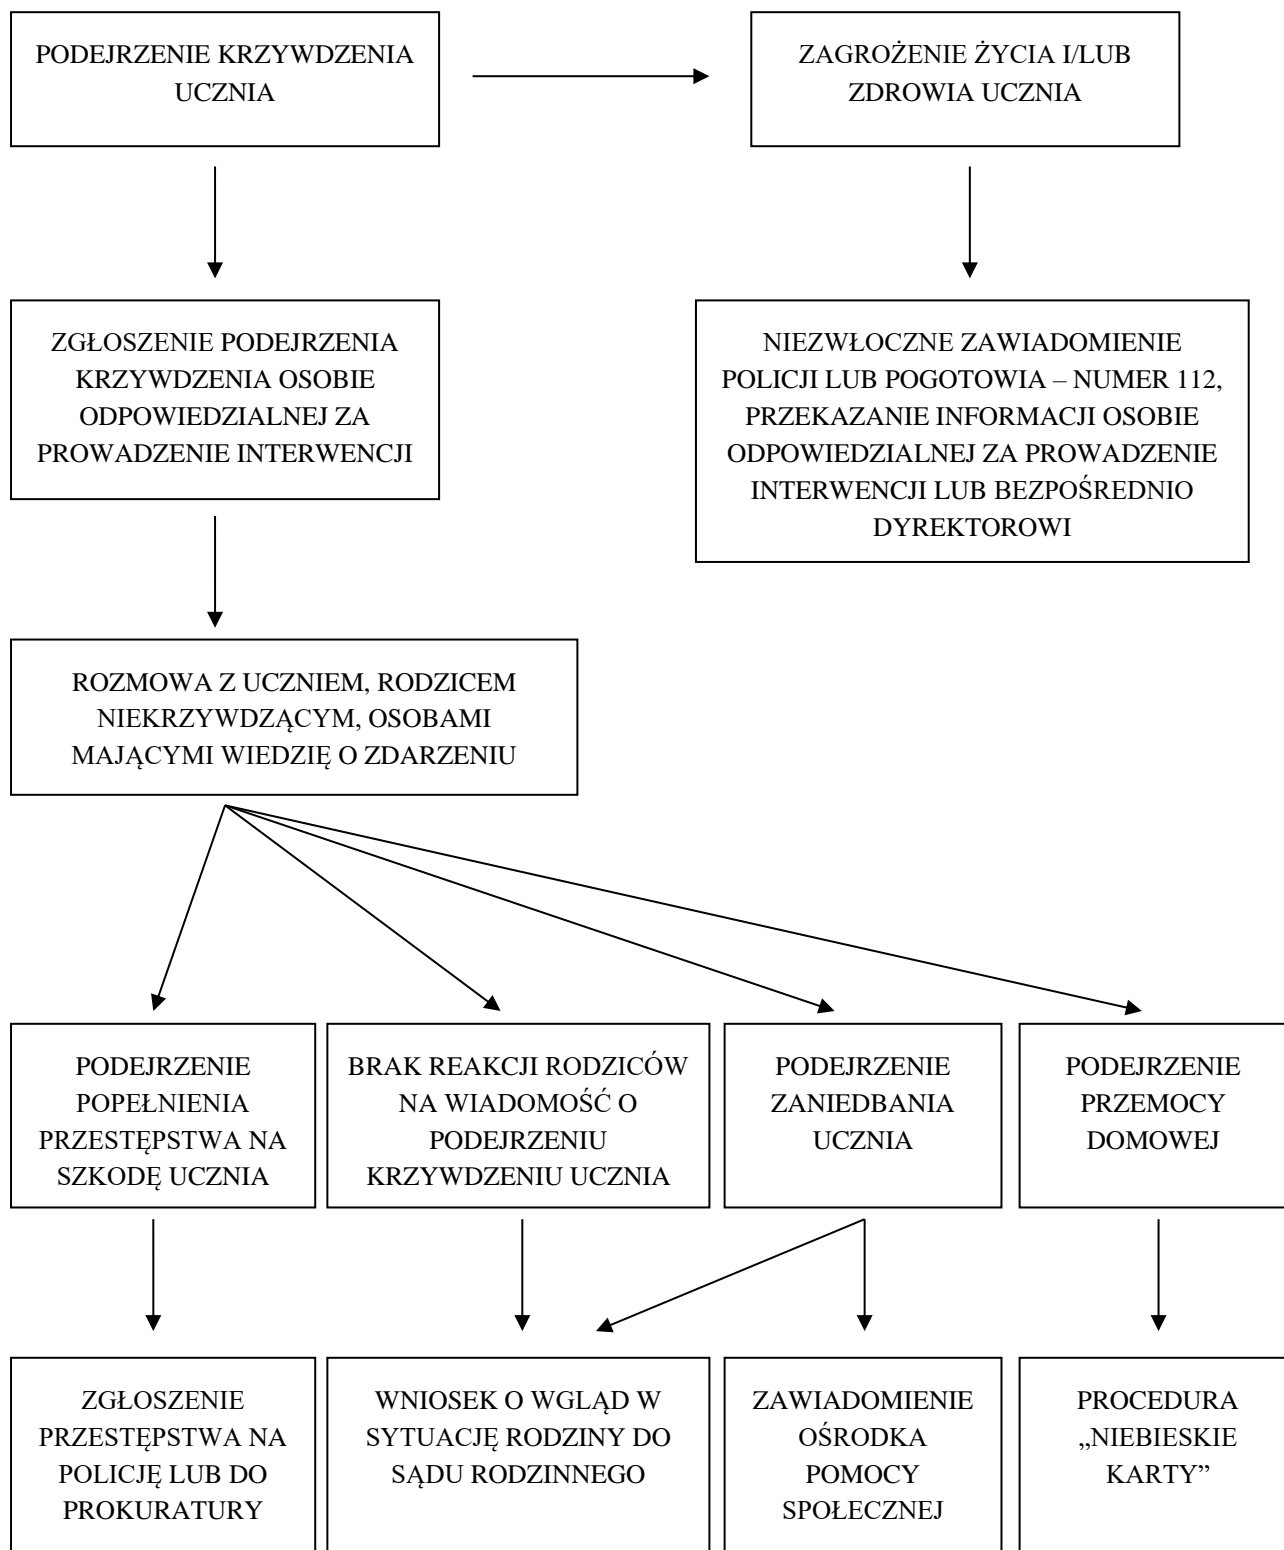 PODEJRZENIE KRZYWDZENIA
UCZNIA
ZAGROŻENIE ŻYCIA I/LUB
ZDROWIA UCZNIA
ZGŁOSZENIE PODEJRZENIA
KRZYWDZENIA OSOBIE
ODPOWIEDZIALNEJ ZA
PROWADZENIE INTERWENCJI
NIEZWŁOCZNE ZAWIADOMIENIE
POLICJI LUB POGOTOWIA – NUMER 112,
PRZEKAZANIE INFORMACJI OSOBIE
ODPOWIEDZIALNEJ ZA PROWADZENIE
INTERWENCJI LUB BEZPOŚREDNIO
DYREKTOROWI
ROZMOWA Z UCZNIEM, RODZICEM
NIEKRZYWDZĄCYM, OSOBAMI
MAJĄCYMI WIEDZIĘ O ZDARZENIU
PODEJRZENIE
POPEŁNIENIA
PRZESTĘPSTWA NA
SZKODĘ UCZNIA
BRAK REAKCJI RODZICÓW
NA WIADOMOŚĆ O
PODEJRZENIU
KRZYWDZENIU UCZNIA
PODEJRZENIE
ZANIEDBANIA
UCZNIA
PODEJRZENIE
PRZEMOCY
DOMOWEJ
ZGŁOSZENIE
PRZESTĘPSTWA NA
POLICJĘ LUB DO
PROKURATURY
WNIOSEK O WGLĄD W
SYTUACJĘ RODZINY DO
SĄDU RODZINNEGO
ZAWIADOMIENIE
OŚRODKA
POMOCY
SPOŁECZNEJ
PROCEDURA
„NIEBIESKIE
KARTY”